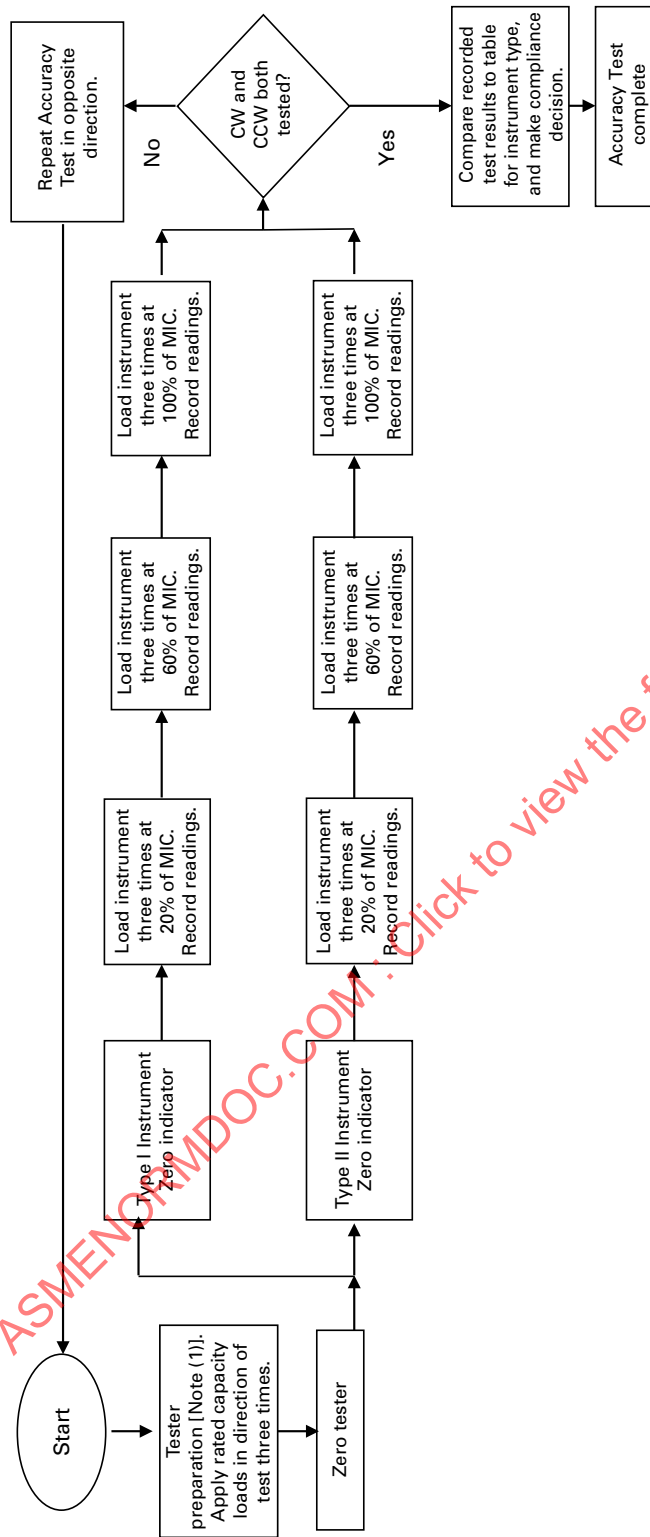 Start
Tester
preparation [Note (1)].
Apply rated capacity
loads in direction of
test three times.
Zero tester
Type I Instrument
Zero indicator
Load instrument
three times at
20% of MIC.
Record readings.
Load instrument
three times at
60% of MIC.
Record readings.
Load instrument
three times at
100% of MIC.
Record readings.
Type II Instrument
Zero indicator
Load instrument
three times at
20% of MIC.
Record readings.
Load instrument
three times at
60% of MIC.
Record readings.
Load instrument
three times at
100% of MIC.
Record readings.
CW and
CCW both
tested?
No
Repeat Accuracy
Test in opposite
direction.
Yes
Compare recorded
test results to table
for instrument type,
and make compliance
decision.
Accuracy Test
complete
ASMENORMDOC.COM : Click to view the